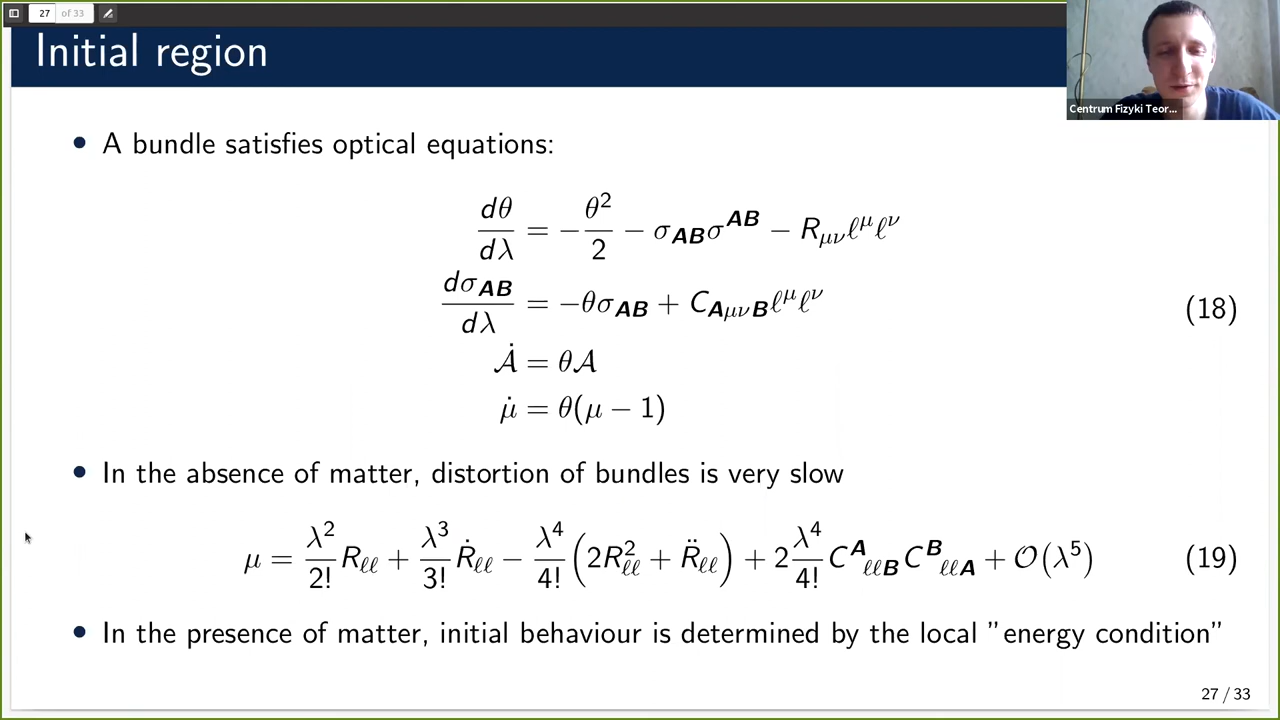 27 of 33
Initial region
Centrum Fizyki Teor...
• A bundle satisfies optical equations:
dθ/dλ = −θ²/2 − σ_AB σ^AB − R_μν ℓ^μ ℓ^ν
dσ_AB/dλ = −θσ_AB + C_AμνB ℓ^μ ℓ^ν
(18)
𝒜̇ = θ𝒜
μ̇ = θ(μ − 1)
• In the absence of matter, distortion of bundles is very slow
μ = λ²/2! R_ℓℓ + λ³/3! Ṙ_ℓℓ − λ⁴/4! (2R²_ℓℓ + R̈_ℓℓ) + 2 λ⁴/4! C^A_ℓℓB C^B_ℓℓA + 𝒪(λ⁵) (19)
• In the presence of matter, initial behaviour is determined by the local ”energy condition”
27 / 33